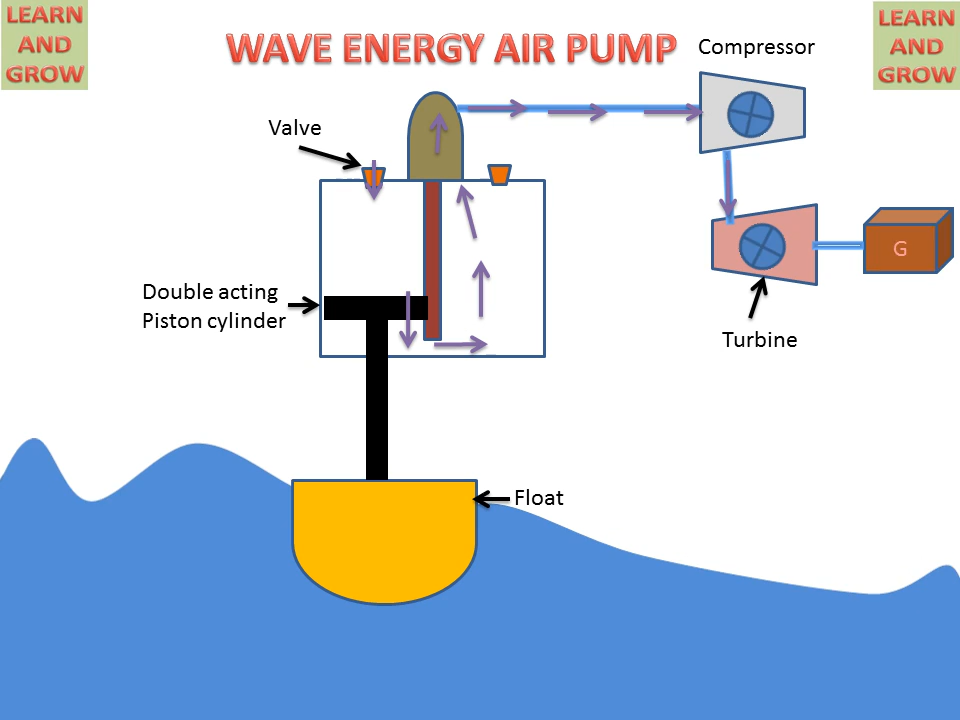 LEARN
AND
GROW
WAVE ENERGY AIR PUMP
Compressor
LEARN
AND
GROW
Valve
G
Double acting
Piston cylinder
Turbine
Float